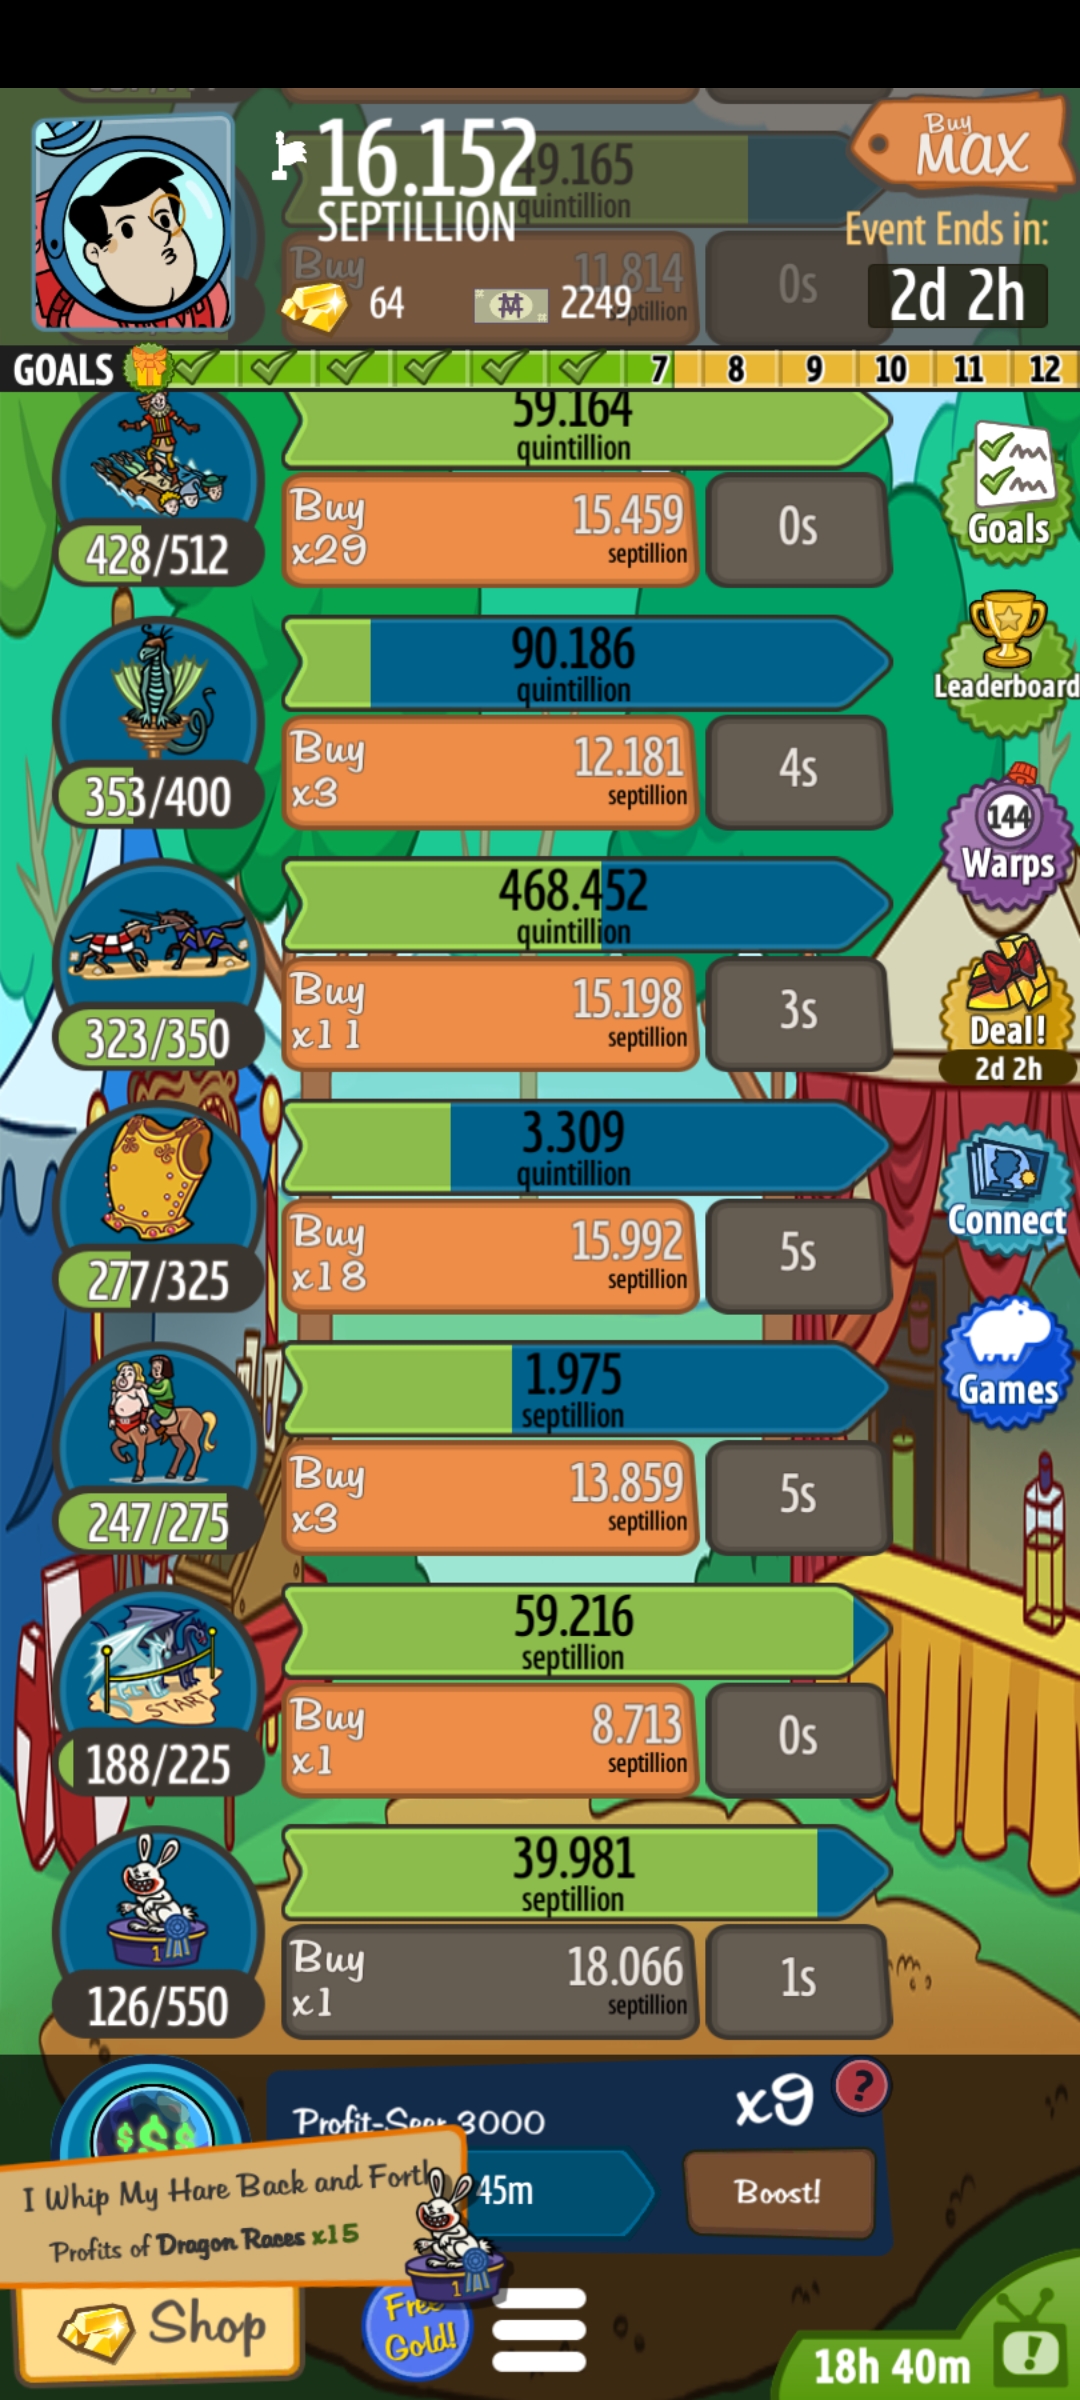 16.152
SEPTILLION
49.165
quintillion
Buy
11.814
septillion
0s
64
2249
Buy
MAX
Event Ends in:
2d 2h
GOALS
7 8 9 10 11 12
59.164
quintillion
Buy
x29
15.459
septillion
0s
428/512
Goals
90.186
quintillion
Buy
x3
12.181
septillion
4s
353/400
Leaderboard
144
Warps
468.452
quintillion
Buy
x11
15.198
septillion
3s
323/350
Deal!
2d 2h
3.309
quintillion
Buy
x18
15.992
septillion
5s
277/325
Connect
1.975
septillion
Buy
x3
13.859
septillion
5s
247/275
Games
59.216
septillion
START
Buy
x1
8.713
septillion
0s
188/225
39.981
septillion
1
Buy
x1
18.066
septillion
1s
126/550
$$$
Profit-Seer 3000
x9
?
45m
Boost!
I Whip My Hare Back and Forth
Profits of Dragon Races x15
1
Shop
Free
Gold!
18h 40m
!